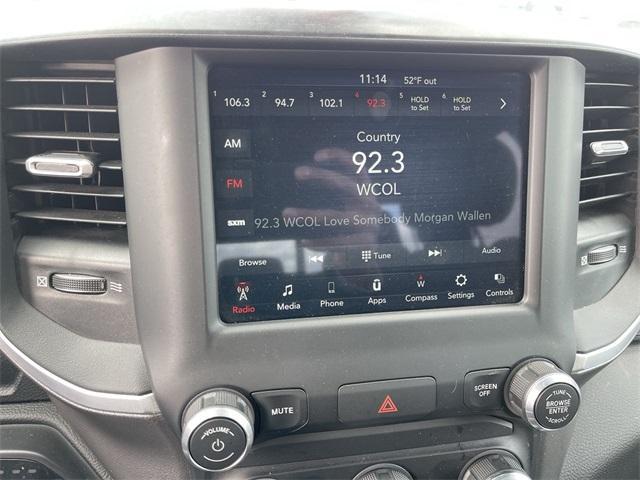 11:14 52°F out
1 106.3 2 94.7 3 102.1 4 92.3 5 HOLD to Set 6 HOLD to Set
AM
Country
92.3
WCOL
FM
sxm
92.3 WCOL Love Somebody Morgan Wallen
Browse Tune Audio
W
Radio Media Phone Apps Compass Settings Controls
VOLUME
MUTE
SCREEN OFF
TUNE
BROWSE
ENTER
SCROLL